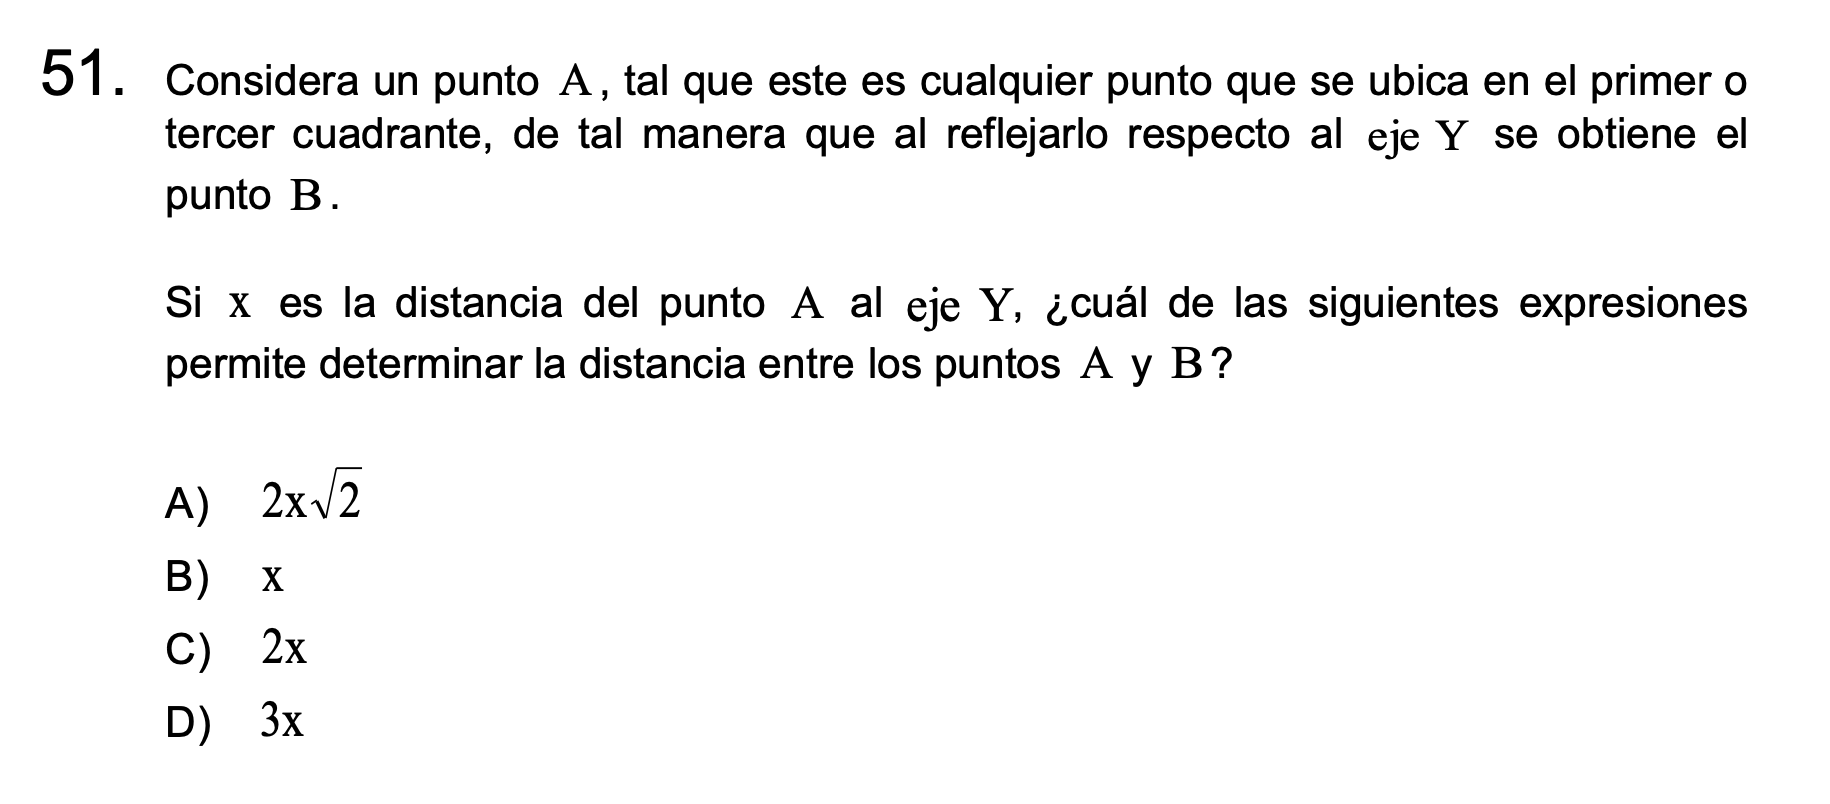 51. Considera un punto A, tal que este es cualquier punto que se ubica en el primer o
tercer cuadrante, de tal manera que al reflejarlo respecto al eje Y se obtiene el
punto B.
Si x es la distancia del punto A al eje Y, ¿cuál de las siguientes expresiones
permite determinar la distancia entre los puntos A y B?
A) 2x√2
B) x
C) 2x
D) 3x